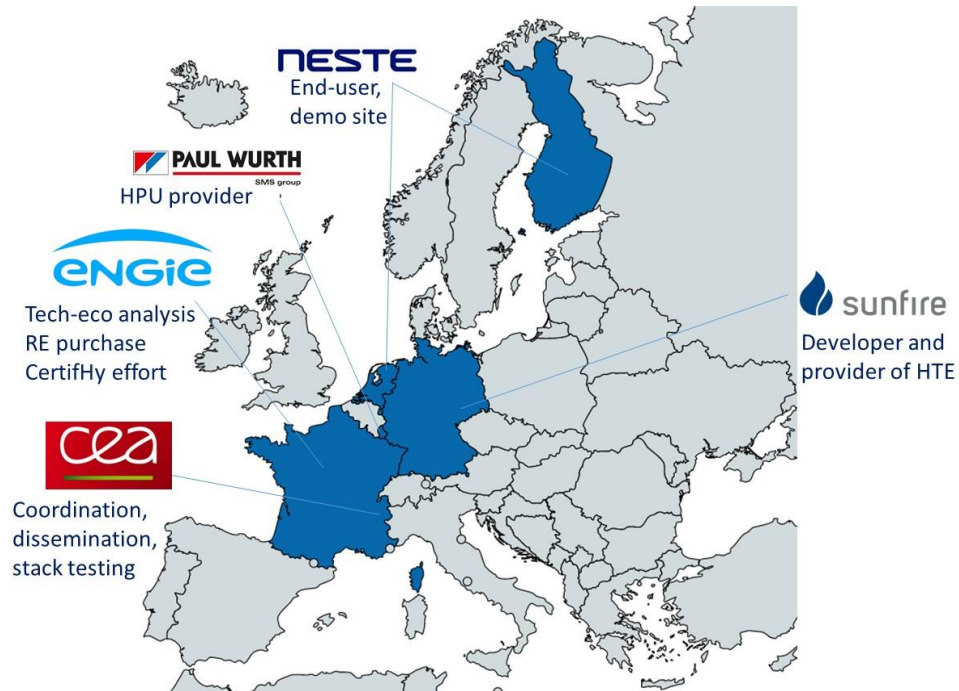 NESTE
End-user,
demo site
PAUL WURTH
SMS group
HPU provider
ENGIE
Tech-eco analysis
RE purchase
CertifHy effort
sunfire
Developer and
provider of HTE
cea
Coordination,
dissemination,
stack testing